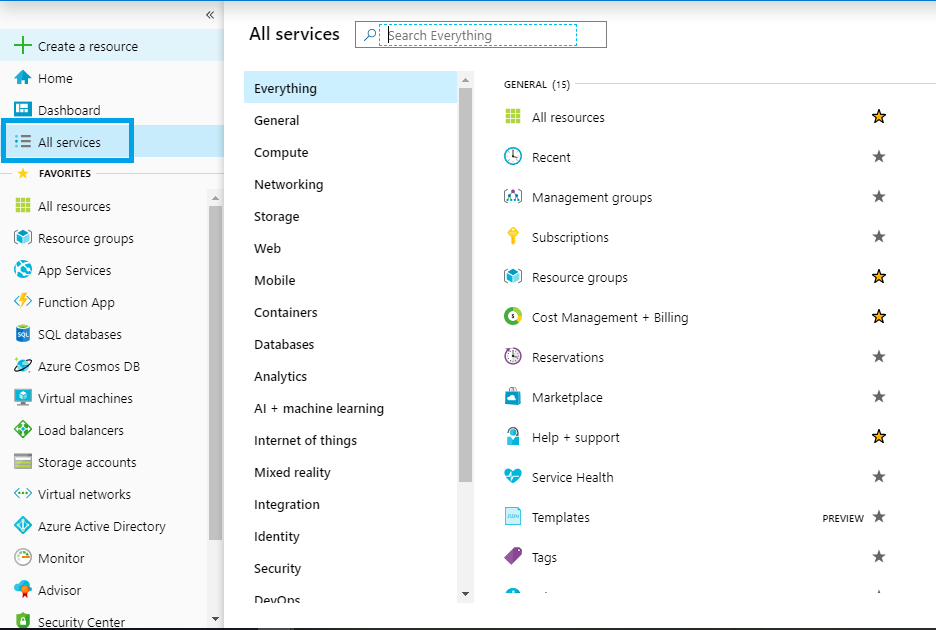 «
Create a resource
Home
Dashboard
All services
FAVORITES
All resources
Resource groups
App Services
Function App
SQL databases
Azure Cosmos DB
Virtual machines
Load balancers
Storage accounts
Virtual networks
Azure Active Directory
Monitor
Advisor
Security Center
All services
Search Everything
Everything
General
Compute
Networking
Storage
Web
Mobile
Containers
Databases
Analytics
AI + machine learning
Internet of things
Mixed reality
Integration
Identity
Security
DevOps
GENERAL (15)
All resources
Recent
Management groups
Subscriptions
Resource groups
Cost Management + Billing
Reservations
Marketplace
Help + support
Service Health
Templates PREVIEW
Tags